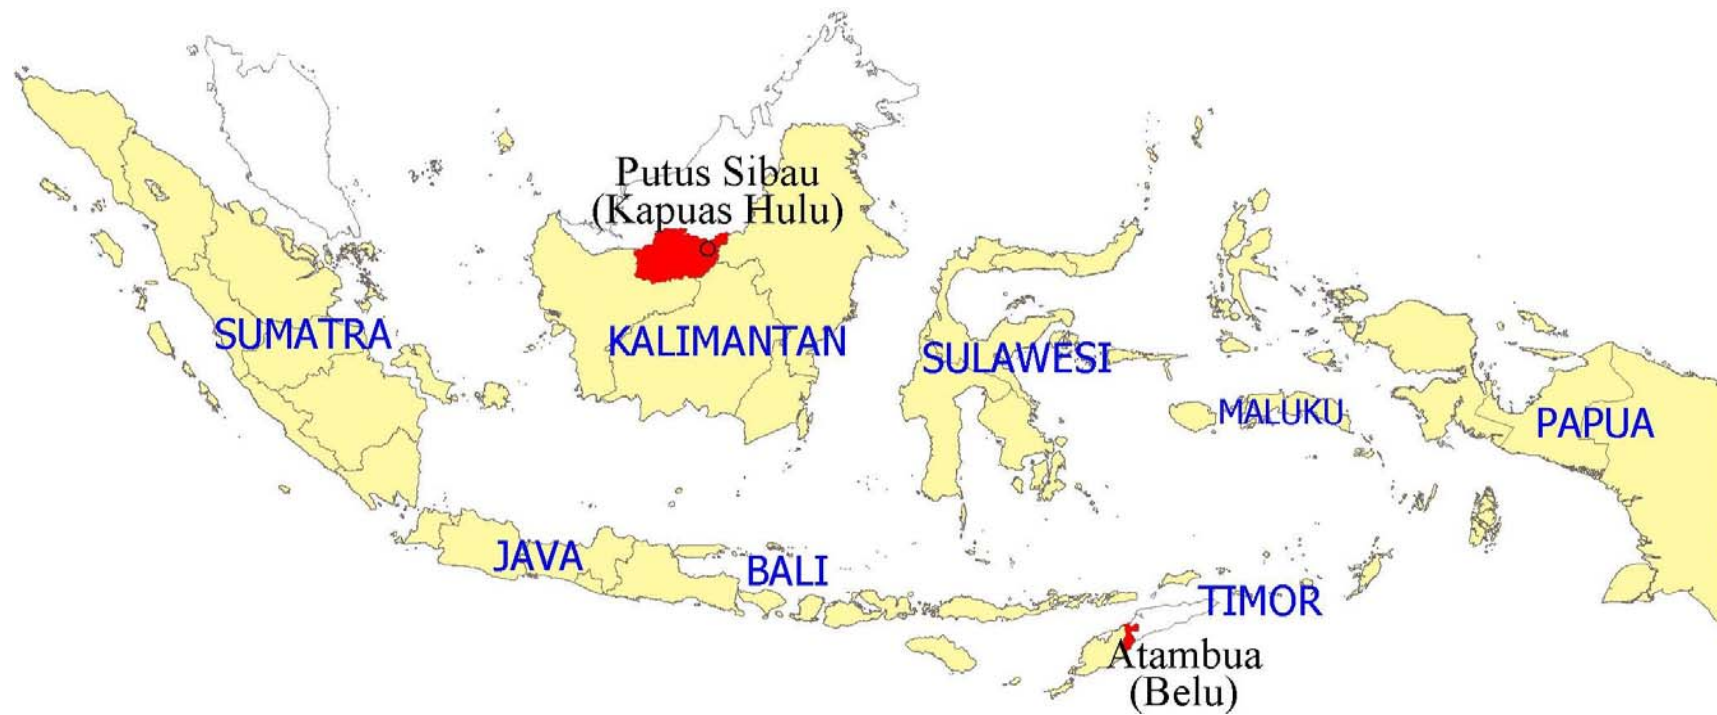 Putus Sibau
(Kapuas Hulu)
SUMATRA
KALIMANTAN
SULAWESI
MALUKU
PAPUA
JAVA
BALI
TIMOR
Atambua
(Belu)